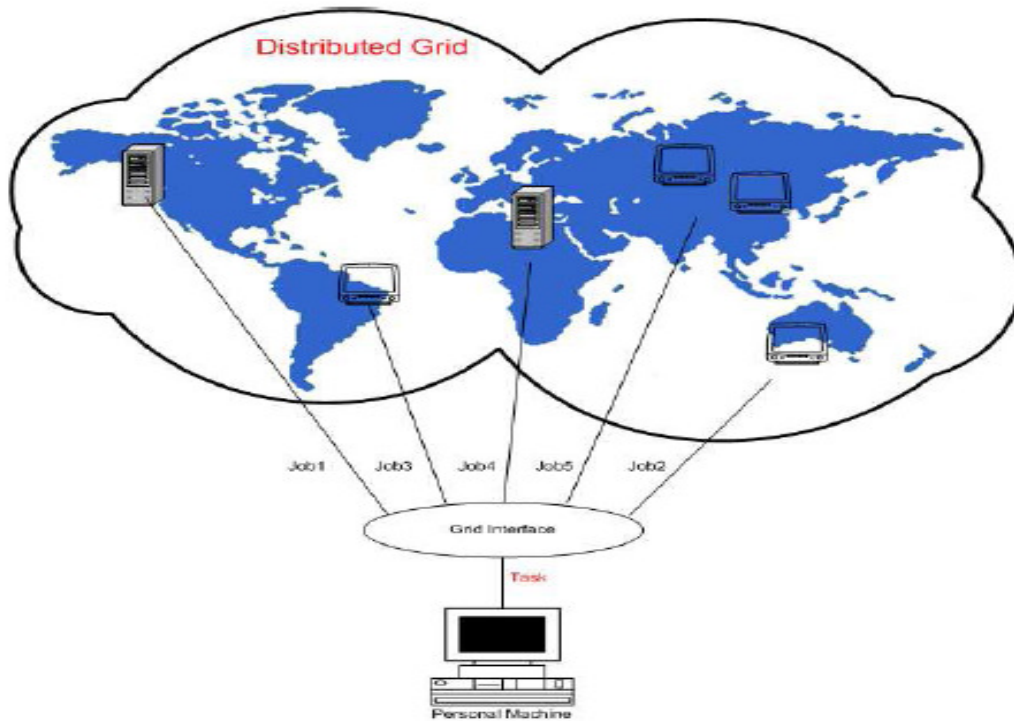 Distributed Grid
Job1
Job3
Job4
Job5
Job2
Grid Interface
Task
Personal Machine